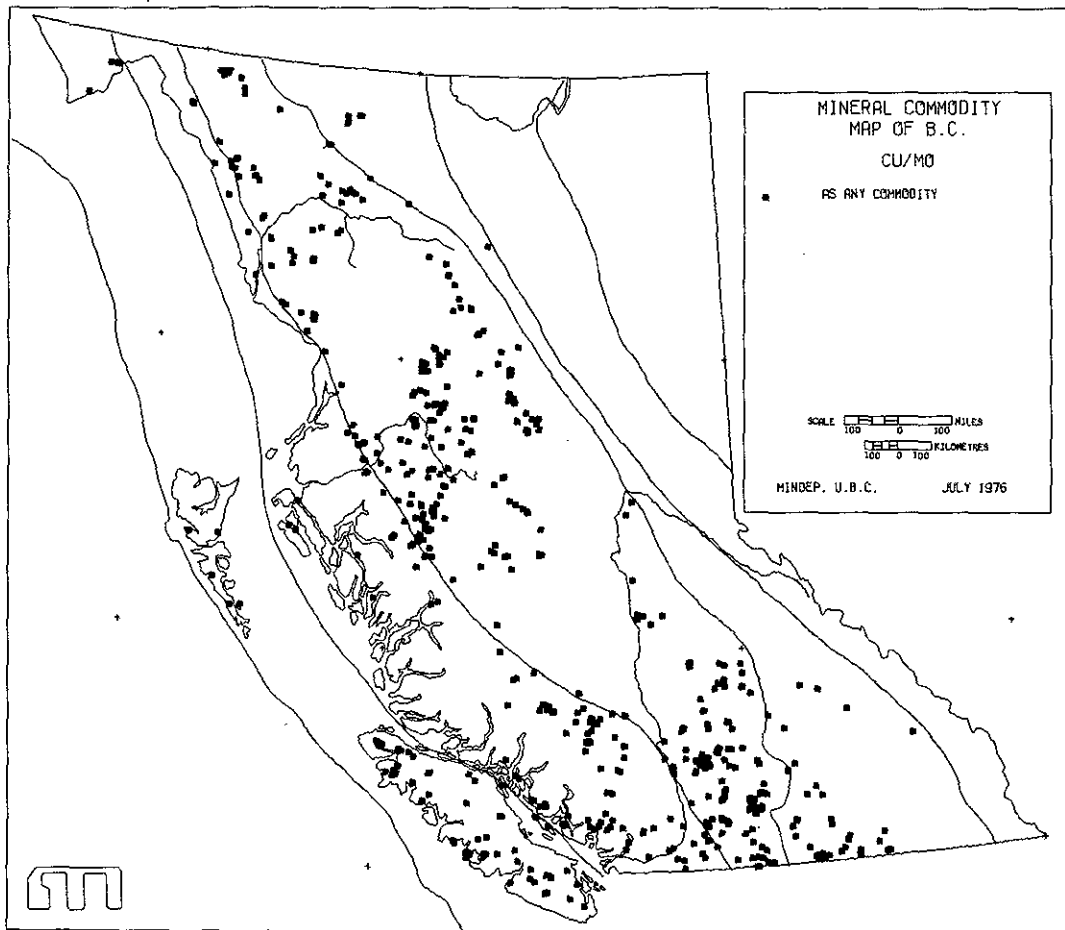 MINERAL COMMODITY
MAP OF B.C.
CU/MO
AS ANY COMMODITY
SCALE 100 0 100 MILES
100 0 100 KILOMETRES
MINDEP, U.B.C. JULY 1976